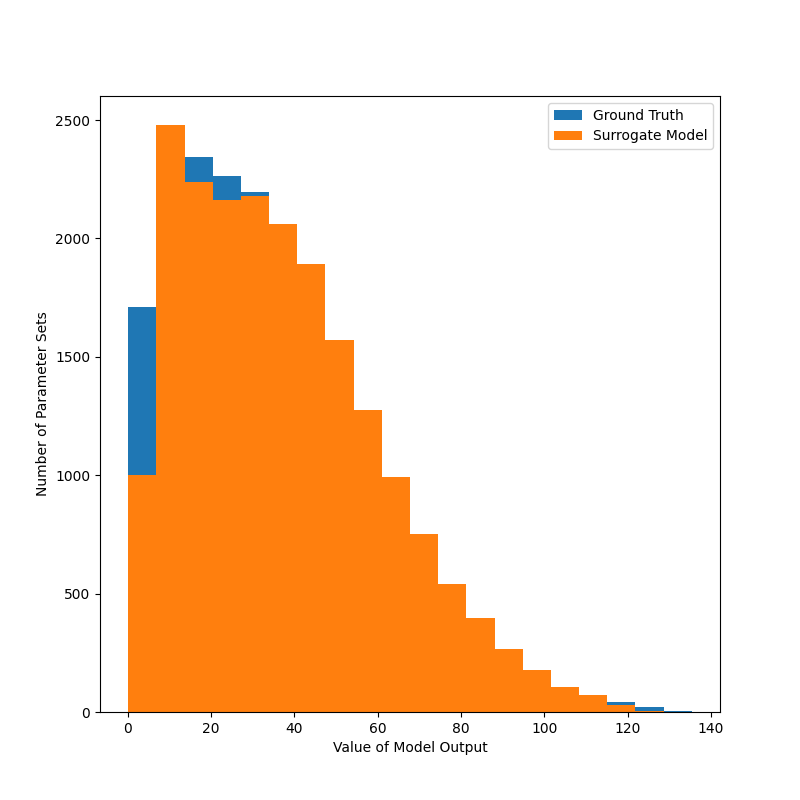 Ground Truth
Surrogate Model
2500
2000
1500
1000
500
0
Number of Parameter Sets
0 20 40 60 80 100 120 140
Value of Model Output